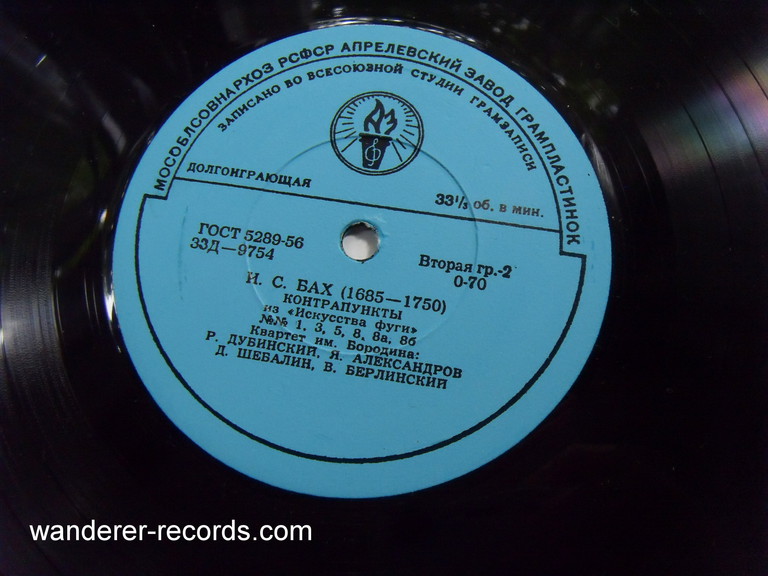 МОСОБЛСОВНАРХОЗ РСФСР АПРЕЛЕВСКИЙ ЗАВОД ГРАМПЛАСТИНОК
ЗАПИСАНО ВО ВСЕСОЮЗНОЙ СТУДИИ ГРАМЗАПИСИ
АЗ
ДОЛГОИГРАЮЩАЯ
33⅓ об. в мин.
ГОСТ 5289-56
33Д—9754
Вторая гр.-2
0-70
И. С. БАХ (1685—1750)
КОНТРАПУНКТЫ
из «Искусства фуги»
№№ 1, 3, 5, 8, 8а, 8б
Квартет им. Бородина:
Р. ДУБИНСКИЙ, Я. АЛЕКСАНДРОВ
Д. ШЕБАЛИН, В. БЕРЛИНСКИЙ
wanderer-records.com